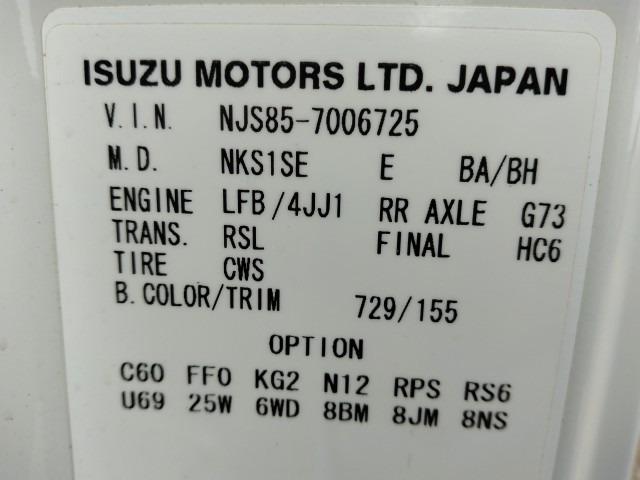 ISUZU MOTORS LTD. JAPAN
V.I.N. NJS85-7006725
M.D. NKS1SE E BA/BH
ENGINE LFB/4JJ1 RR AXLE G73
TRANS. RSL FINAL HC6
TIRE CWS
B.COLOR/TRIM 729/155
OPTION
C60 FF0 KG2 N12 RPS RS6
U69 25W 6WD 8BM 8JM 8NS